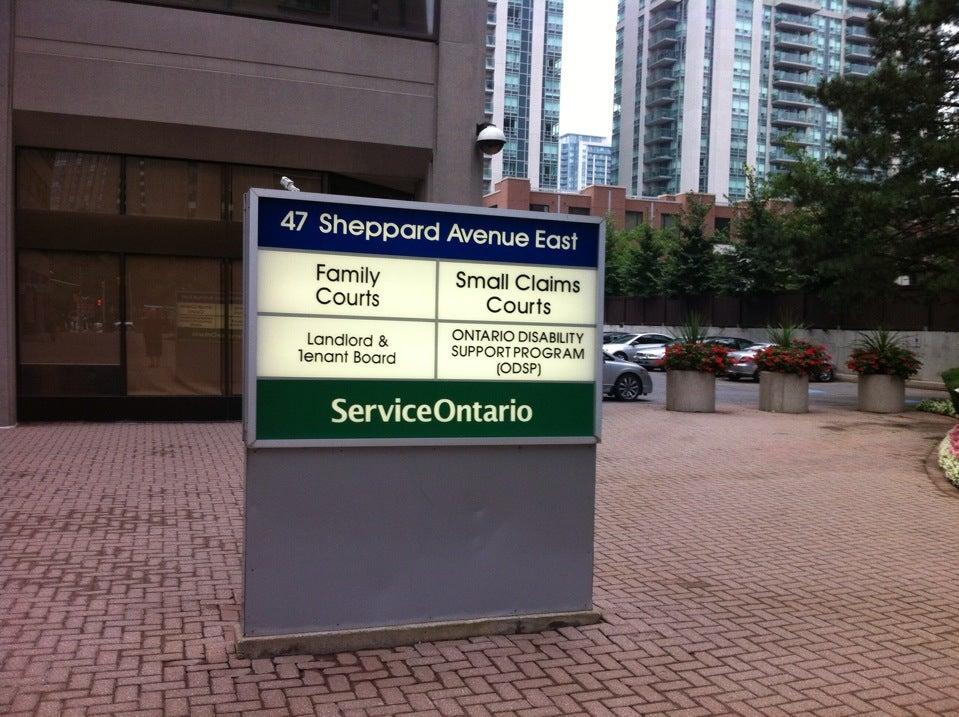 47 Sheppard Avenue East
Family
Courts
Small Claims
Courts
Landlord &
Tenant Board
ONTARIO DISABILITY
SUPPORT PROGRAM
(ODSP)
ServiceOntario